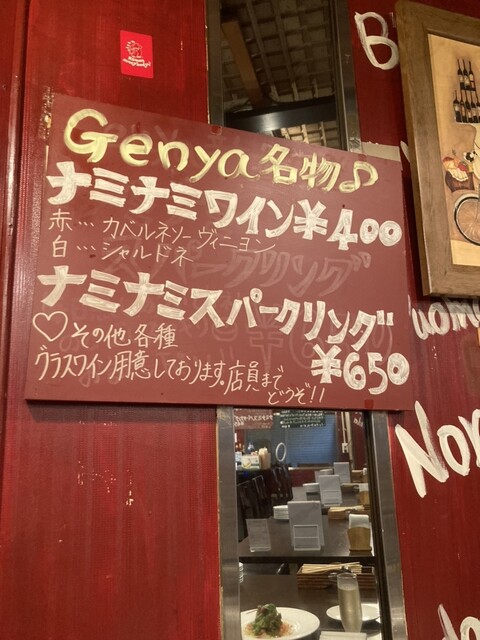 Genya名物♪
ナミナミワイン¥400
赤…カベルネソーヴィニヨン
白…シャルドネ
ナミナミスパークリング
¥650
♡その他各種
グラスワイン用意しております。店員まで
どうぞ!!
B
Nom